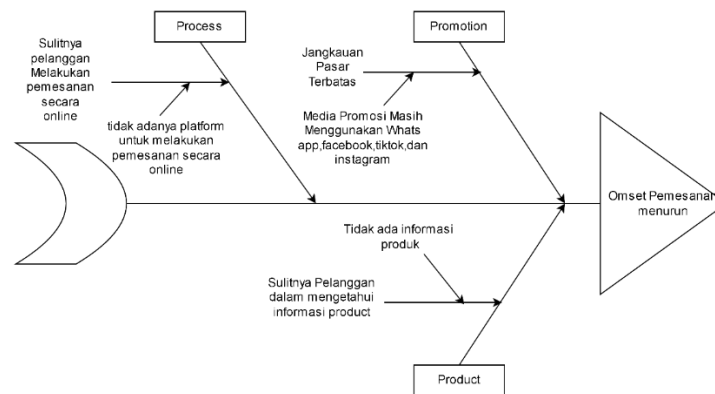 Process
Promotion
Sulitnya
pelanggan
Melakukan
pemesanan
secara
online
tidak adanya platform
untuk melakukan
pemesanan secara
online
Jangkauan
Pasar
Terbatas
Media Promosi Masih
Menggunakan Whats
app,facebook,tiktok,dan
instagram
Omset Pemesanan
menurun
Tidak ada informasi
produk
Sulitnya Pelanggan
dalam mengetahui
informasi product
Product